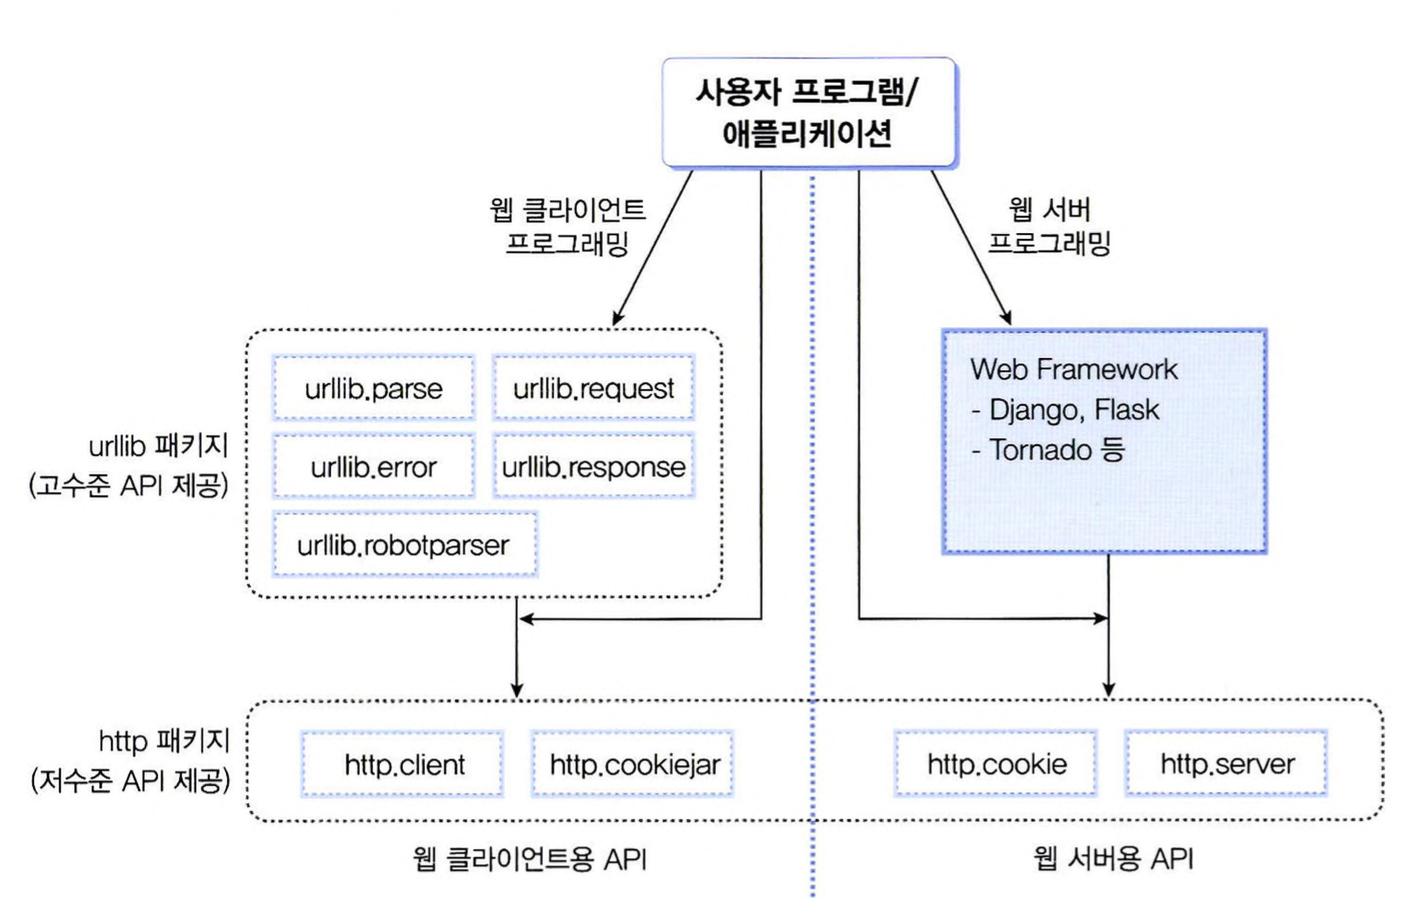 사용자 프로그램/
애플리케이션
웹 클라이언트
프로그래밍
웹 서버
프로그래밍
urllib 패키지
(고수준 API 제공)
urllib.parse
urllib.request
urllib.error
urllib.response
urllib.robotparser
Web Framework
- Django, Flask
- Tornado 등
http 패키지
(저수준 API 제공)
http.client
http.cookiejar
http.cookie
http.server
웹 클라이언트용 API
웹 서버용 API